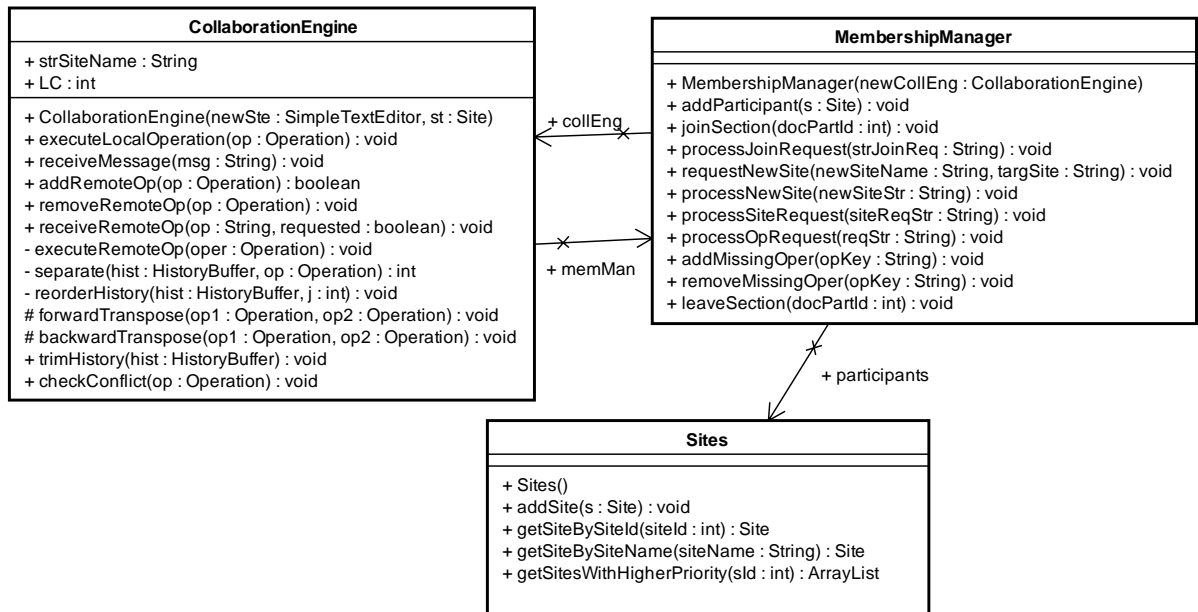 CollaborationEngine
+ strSiteName : String
+ LC : int
+ CollaborationEngine(newSte : SimpleTextEditor, st : Site)
+ executeLocalOperation(op : Operation) : void
+ receiveMessage(msg : String) : void
+ addRemoteOp(op : Operation) : boolean
+ removeRemoteOp(op : Operation) : void
+ receiveRemoteOp(op : String, requested : boolean) : void
- executeRemoteOp(oper : Operation) : void
- separate(hist : HistoryBuffer, op : Operation) : int
- reorderHistory(hist : HistoryBuffer, j : int) : void
# forwardTranspose(op1 : Operation, op2 : Operation) : void
# backwardTranspose(op1 : Operation, op2 : Operation) : void
+ trimHistory(hist : HistoryBuffer) : void
+ checkConflict(op : Operation) : void
+ collEng
+ memMan
MembershipManager
+ MembershipManager(newCollEng : CollaborationEngine)
+ addParticipant(s : Site) : void
+ joinSection(docPartId : int) : void
+ processJoinRequest(strJoinReq : String) : void
+ requestNewSite(newSiteName : String, targSite : String) : void
+ processNewSite(newSiteStr : String) : void
+ processSiteRequest(siteReqStr : String) : void
+ processOpRequest(reqStr : String) : void
+ addMissingOper(opKey : String) : void
+ removeMissingOper(opKey : String) : void
+ leaveSection(docPartId : int) : void
+ participants
Sites
+ Sites()
+ addSite(s : Site) : void
+ getSiteBySiteId(siteId : int) : Site
+ getSiteBySiteName(siteName : String) : Site
+ getSitesWithHigherPriority(sId : int) : ArrayList